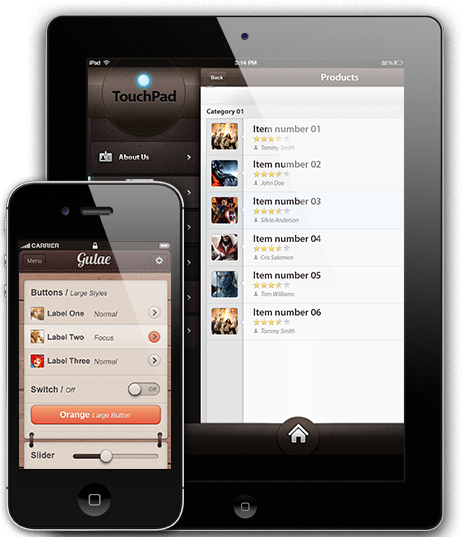 iPad
3:14 PM
32 %
TouchPad
Back
Products
Category 01
About Us
Item number 01
Tommy Smith
Item number 02
John Doe
Item number 03
Silvia Anderson
Item number 04
Cris Salomon
Item number 05
Tom Williams
Item number 06
Tommy Smith
CARRIER
Menu
Gulae
Buttons / Large Styles
Label One Normal
Label Two Focus
Label Three Normal
Switch / Off
Off
Orange Large Button
Slider